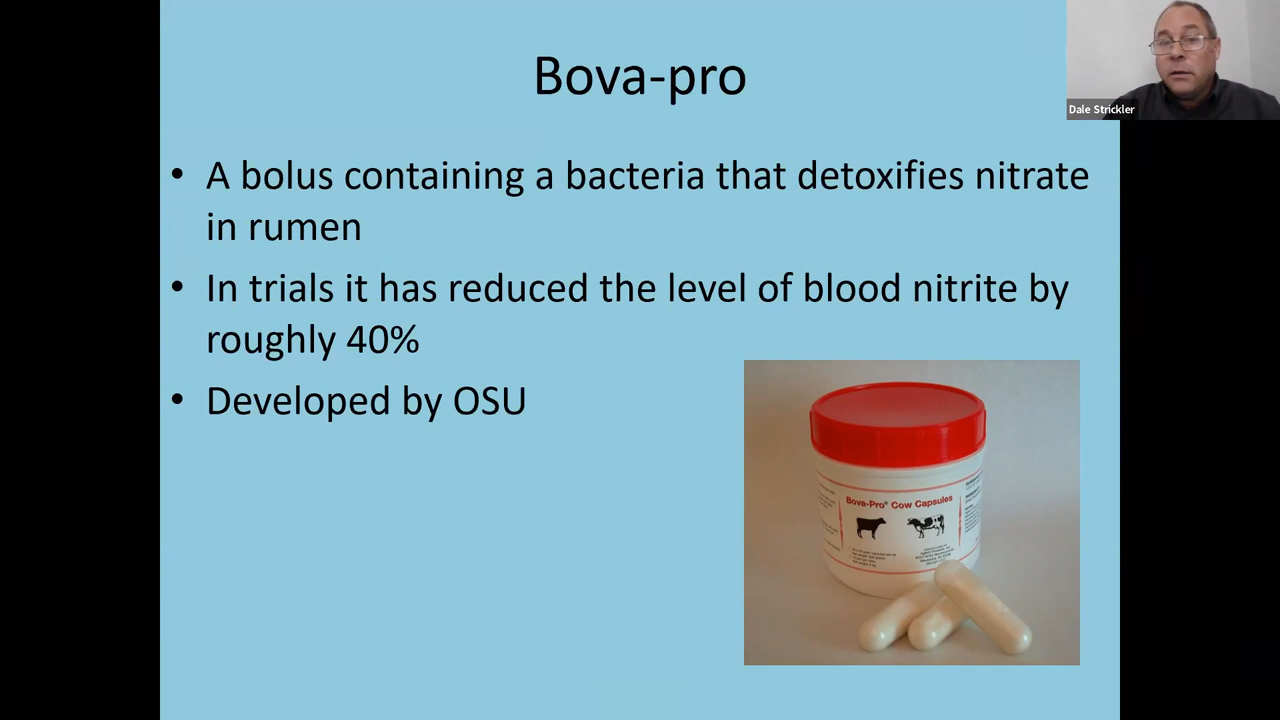 Bova-pro
Dale Strickler
• A bolus containing a bacteria that detoxifies nitrate
in rumen
• In trials it has reduced the level of blood nitrite by
roughly 40%
• Developed by OSU
Bova-Pro® Cow Capsules